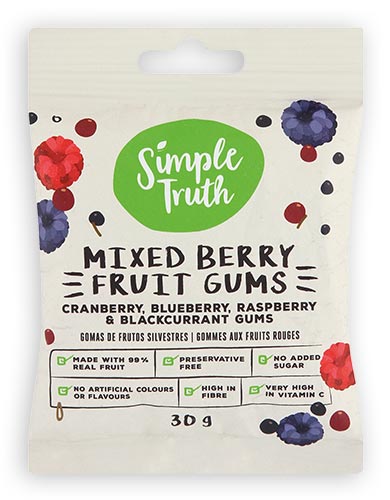 Simple
Truth
MIXED BERRY
FRUIT GUMS
CRANBERRY, BLUEBERRY, RASPBERRY
& BLACKCURRANT GUMS
GOMAS DE FRUTOS SILVESTRES | GOMMES AUX FRUITS ROUGES
MADE WITH 99%
REAL FRUIT
PRESERVATIVE
FREE
NO ADDED
SUGAR
NO ARTIFICIAL COLOURS
OR FLAVOURS
HIGH IN
FIBRE
VERY HIGH
IN VITAMIN C
30 g